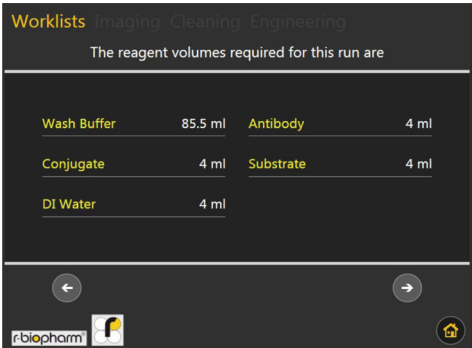 Worklists Imaging Cleaning Engineering
The reagent volumes required for this run are
Wash Buffer 85.5 ml Antibody 4 ml
Conjugate 4 ml Substrate 4 ml
DI Water 4 ml
r-biopharm